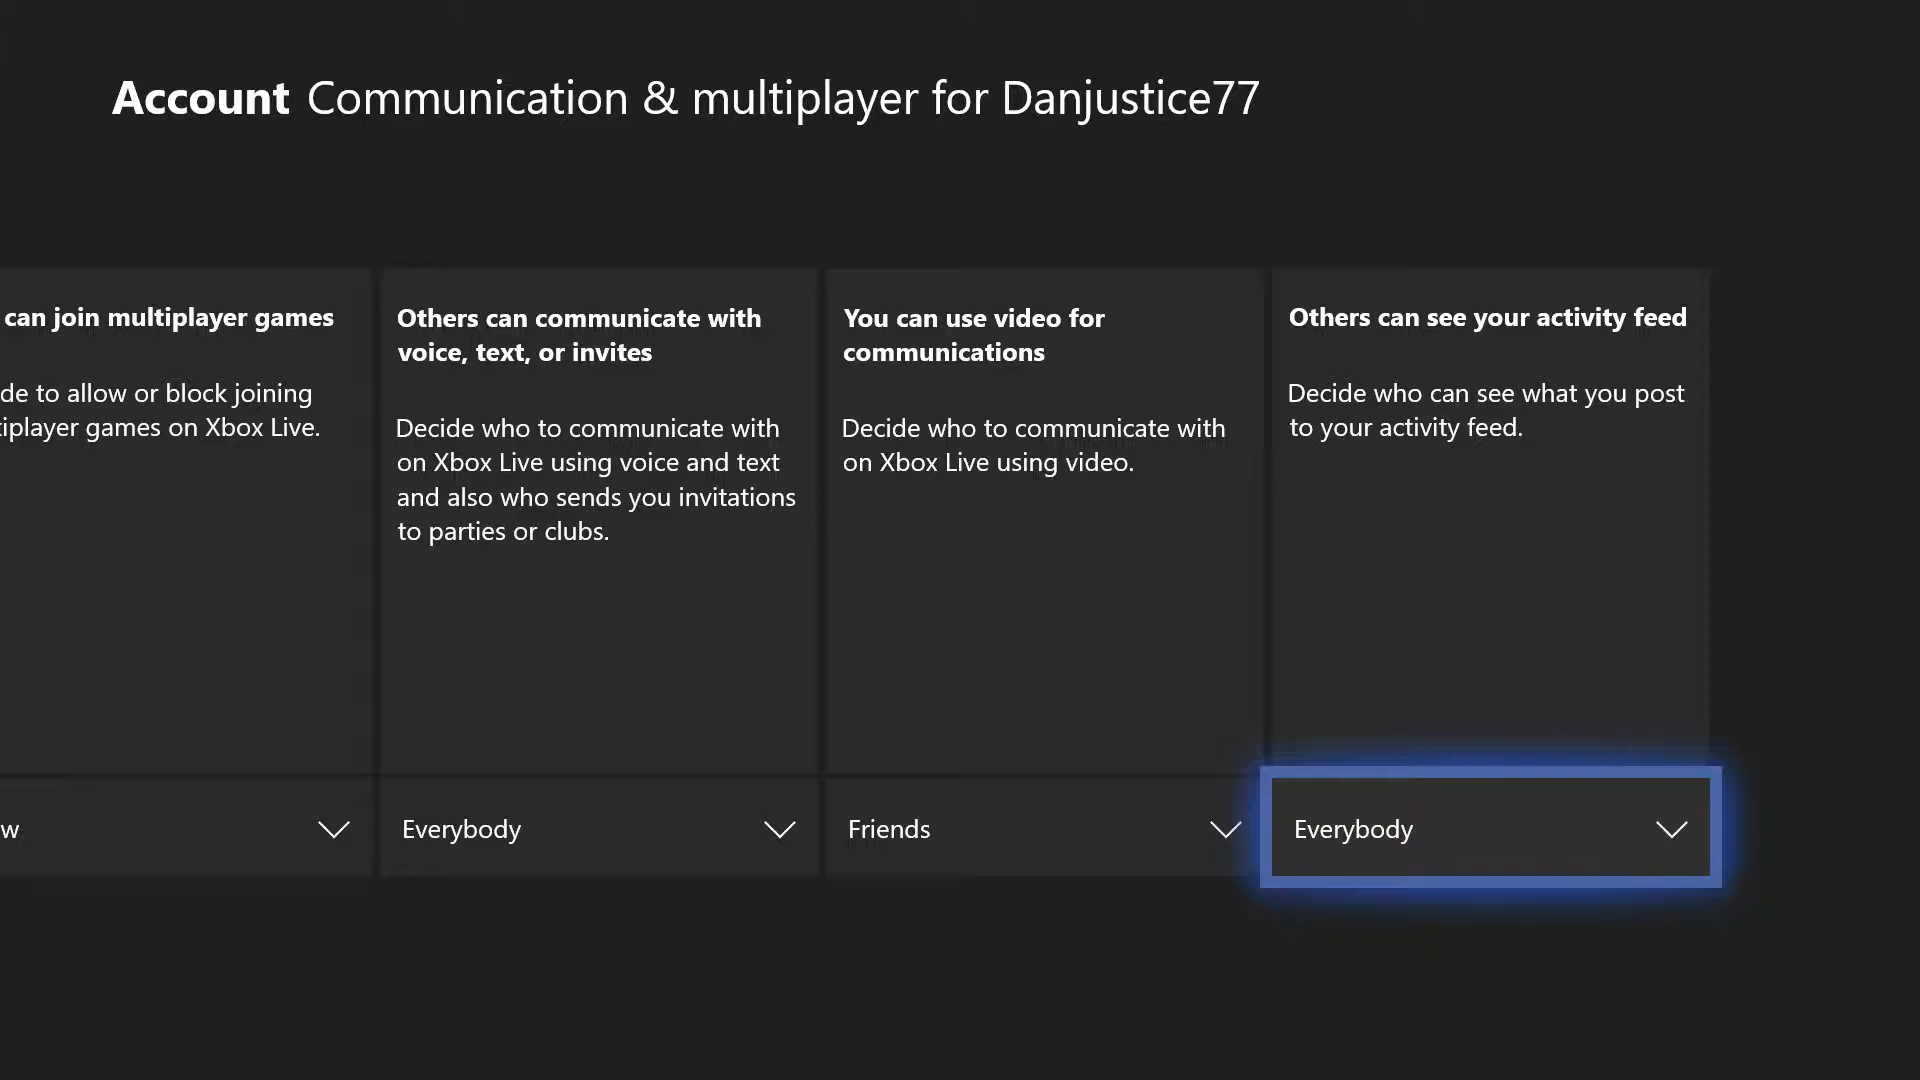 Account Communication & multiplayer for Danjustice77
can join multiplayer games
de to allow or block joining
tiplayer games on Xbox Live.
w
Others can communicate with
voice, text, or invites
Decide who to communicate with
on Xbox Live using voice and text
and also who sends you invitations
to parties or clubs.
Everybody
You can use video for
communications
Decide who to communicate with
on Xbox Live using video.
Friends
Others can see your activity feed
Decide who can see what you post
to your activity feed.
Everybody